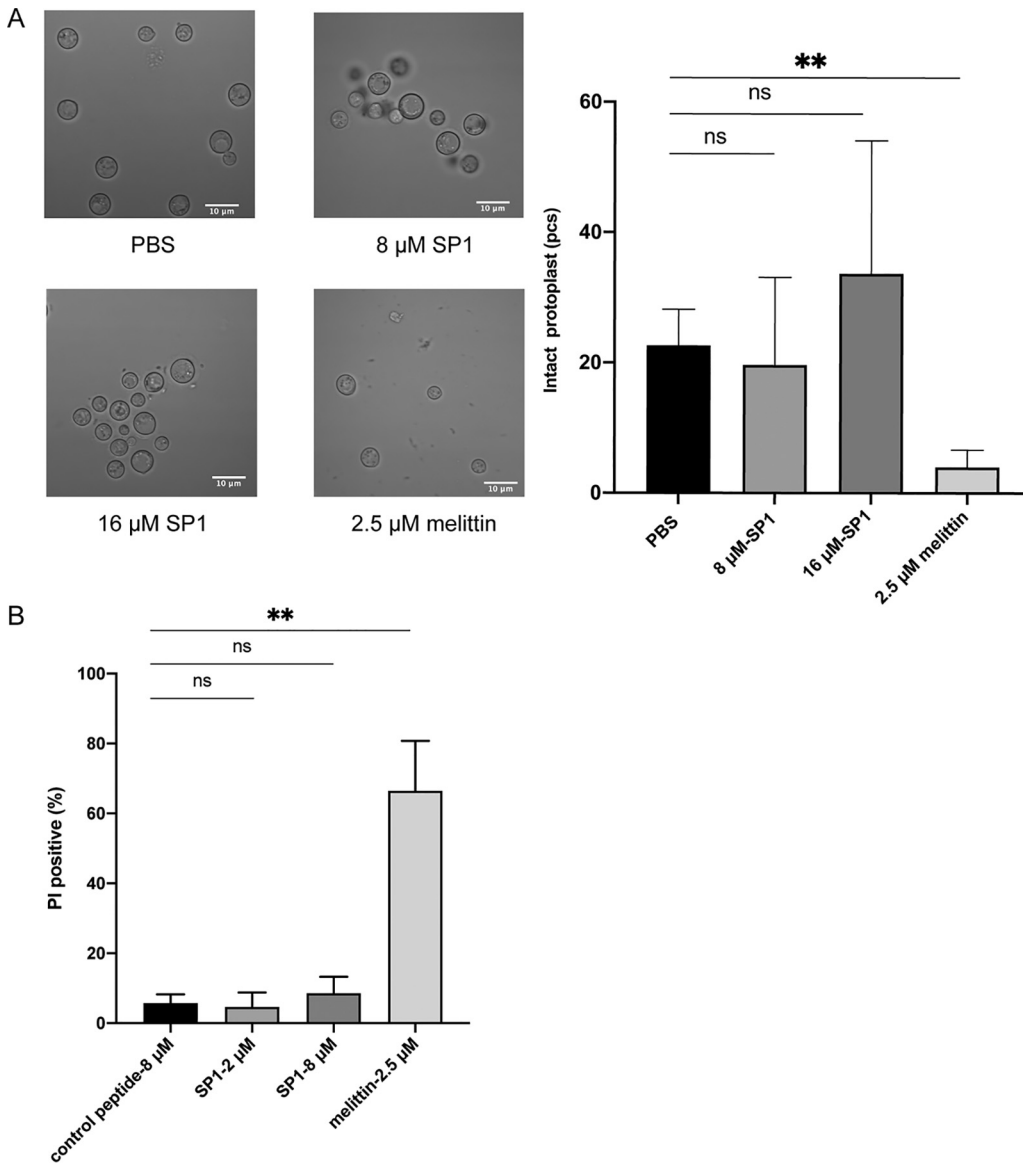 A
10 µm
PBS
10 µm
8 µM SP1
10 µm
16 µM SP1
10 µm
2.5 µM melittin
**
ns
ns
60
40
20
0
Intact protoplast (pcs)
PBS
8 µM-SP1
16 µM-SP1
2.5 µM melittin
B
**
ns
ns
100
80
60
40
20
0
PI positive (%)
control peptide-8 µM
SP1-2 µM
SP1-8 µM
melittin-2.5 µM